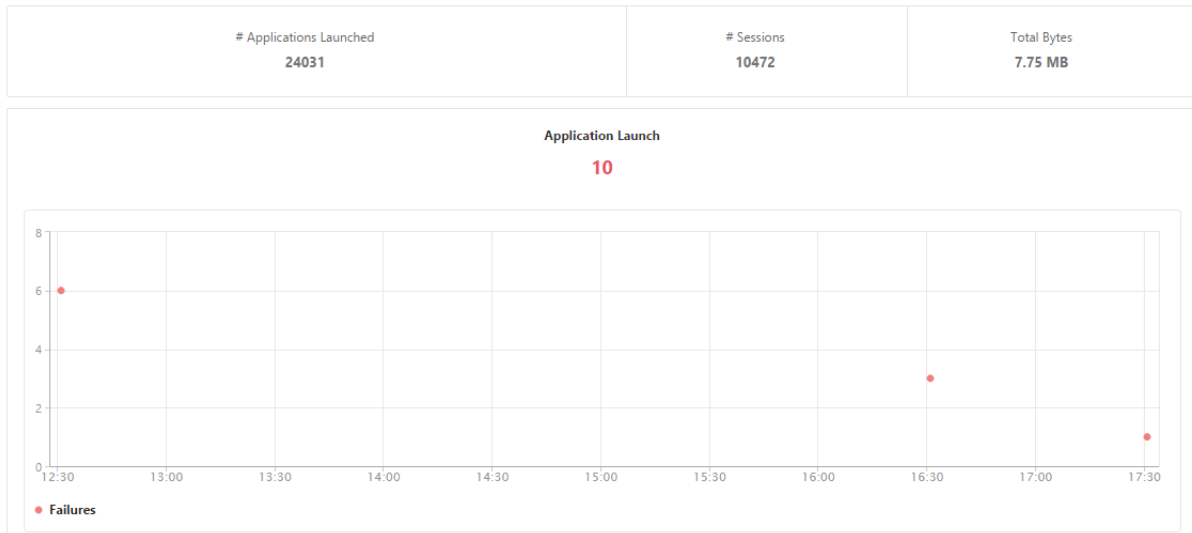 # Applications Launched # Sessions Total Bytes
24031 10472 7.75 MB
Application Launch
10
8
6
4
2
0
12:30 13:00 13:30 14:00 14:30 15:00 15:30 16:00 16:30 17:00 17:30
Failures